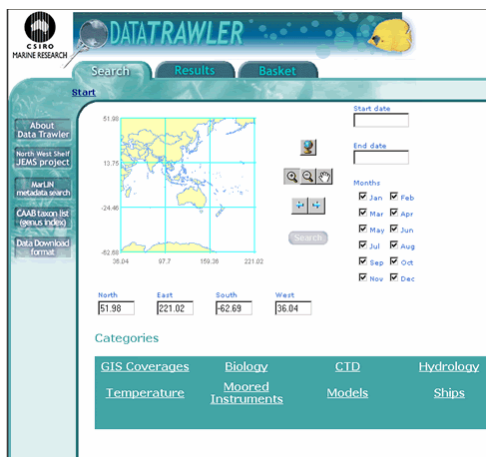 CSIRO
MARINE RESEARCH
DATATRAWLER
Search
Results
Basket
Start
About
Data Trawler
North West Shelf
JEMS project
MarLIN
metadata search
CAAB taxon list
(genus index)
Data Download
format
51.98
13.75
-24.46
-62.68
36.04 97.7 159.36 221.02
Search
Start date
End date
Months
Jan Feb
Mar Apr
May Jun
Jul Aug
Sep Oct
Nov Dec
North East South West
51.98 221.02 -62.69 36.04
Categories
GIS Coverages Biology CTD Hydrology
Temperature Moored Instruments Models Ships